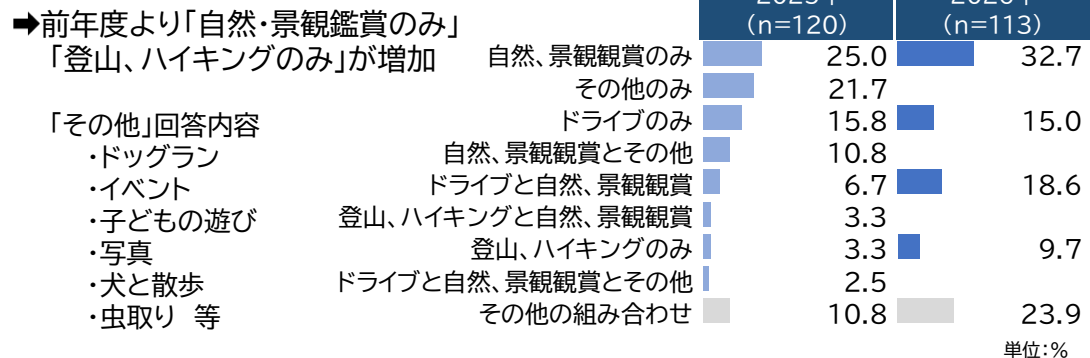 ➡前年度より「自然・景観鑑賞のみ」
「登山、ハイキングのみ」が増加
「その他」回答内容
・ドッグラン
・イベント
・子どもの遊び
・写真
・犬と散歩
・虫取り 等
(n=120) (n=113)
自然、景観観賞のみ 25.0 32.7
その他のみ 21.7
ドライブのみ 15.8 15.0
自然、景観観賞とその他 10.8
ドライブと自然、景観観賞 6.7 18.6
登山、ハイキングと自然、景観観賞 3.3
登山、ハイキングのみ 3.3 9.7
ドライブと自然、景観観賞とその他 2.5
その他の組み合わせ 10.8 23.9
単位:%